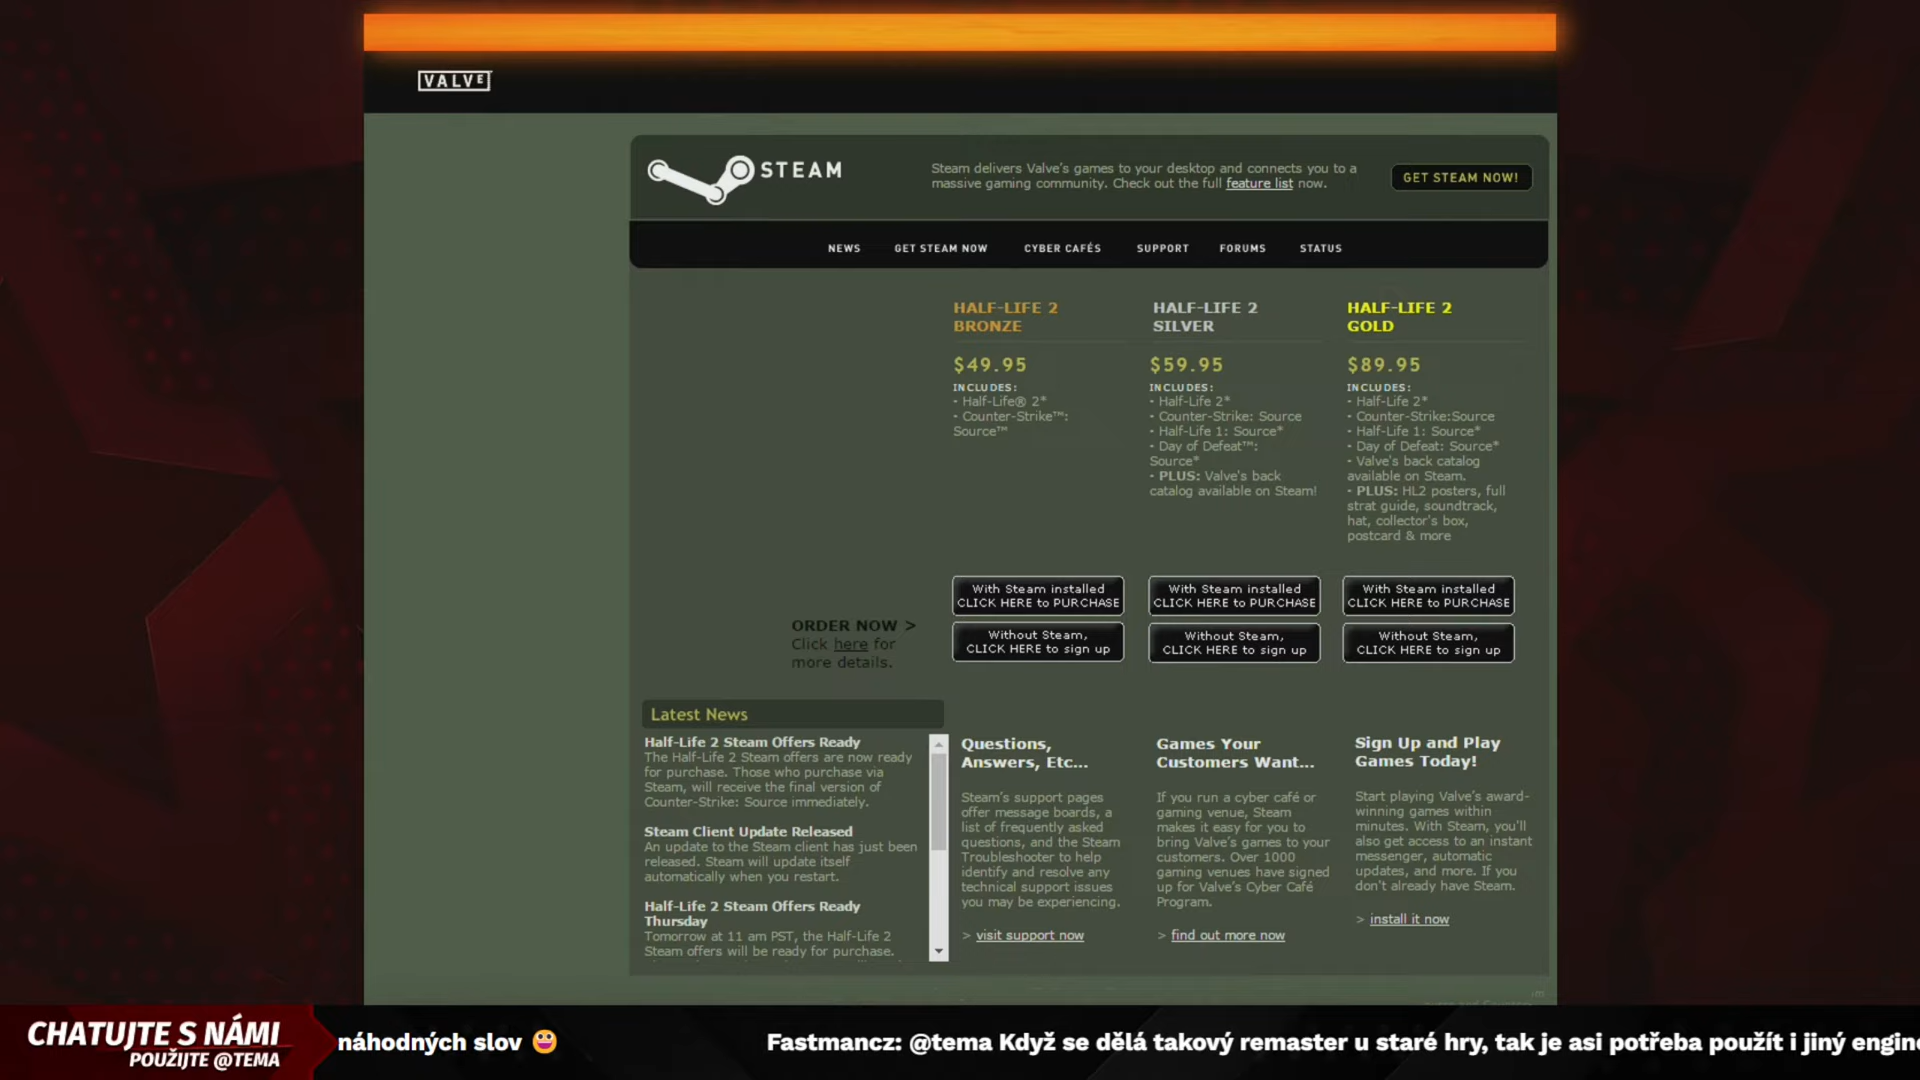 VALVE
STEAM
Steam delivers Valve's games to your desktop and connects you to a
massive gaming community. Check out the full feature list now.
GET STEAM NOW!
NEWS GET STEAM NOW CYBER CAFÉS SUPPORT FORUMS STATUS
HALF-LIFE 2
BRONZE
$49.95
INCLUDES:
- Half-Life® 2*
- Counter-Strike™:
Source™
HALF-LIFE 2
SILVER
$59.95
INCLUDES:
- Half-Life 2*
- Counter-Strike: Source
- Half-Life 1: Source*
- Day of Defeat™:
Source*
- PLUS: Valve's back
catalog available on Steam!
HALF-LIFE 2
GOLD
$89.95
INCLUDES:
- Half-Life 2*
- Counter-Strike:Source
- Half-Life 1: Source*
- Day of Defeat: Source*
- Valve's back catalog
available on Steam.
- PLUS: HL2 posters, full
strat guide, soundtrack,
hat, collector's box,
postcard & more
ORDER NOW >
Click here for
more details.
With Steam installed
CLICK HERE to PURCHASE
Without Steam,
CLICK HERE to sign up
With Steam installed
CLICK HERE to PURCHASE
Without Steam,
CLICK HERE to sign up
With Steam installed
CLICK HERE to PURCHASE
Without Steam,
CLICK HERE to sign up
Latest News
Half-Life 2 Steam Offers Ready
The Half-Life 2 Steam offers are now ready
for purchase. Those who purchase via
Steam, will receive the final version of
Counter-Strike: Source immediately.
Steam Client Update Released
An update to the Steam client has just been
released. Steam will update itself
automatically when you restart.
Half-Life 2 Steam Offers Ready
Thursday
Tomorrow at 11 am PST, the Half-Life 2
Steam offers will be ready for purchase.
Questions,
Answers, Etc...
Steam's support pages
offer message boards, a
list of frequently asked
questions, and the Steam
Troubleshooter to help
identify and resolve any
technical support issues
you may be experiencing.
> visit support now
Games Your
Customers Want...
If you run a cyber café or
gaming venue, Steam
makes it easy for you to
bring Valve's games to your
customers. Over 1000
gaming venues have signed
up for Valve's Cyber Café
Program.
> find out more now
Sign Up and Play
Games Today!
Start playing Valve's award-
winning games within
minutes. With Steam, you'll
also get access to an instant
messenger, automatic
updates, and more. If you
don't already have Steam.
> install it now
CHATUJTE S NÁMI
POUŽIJTE @TEMA
náhodných slov 😀
Fastmancz: @tema Když se dělá takový remaster u staré hry, tak je asi potřeba použít i jiný engine